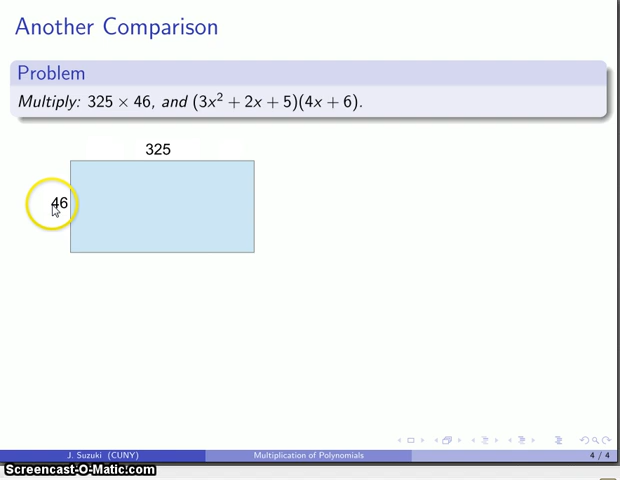 Another Comparison
Problem
Multiply: 325 × 46, and (3x² + 2x + 5)(4x + 6).
325
46
J. Suzuki (CUNY) Multiplication of Polynomials 4 / 4
Screencast-O-Matic.com